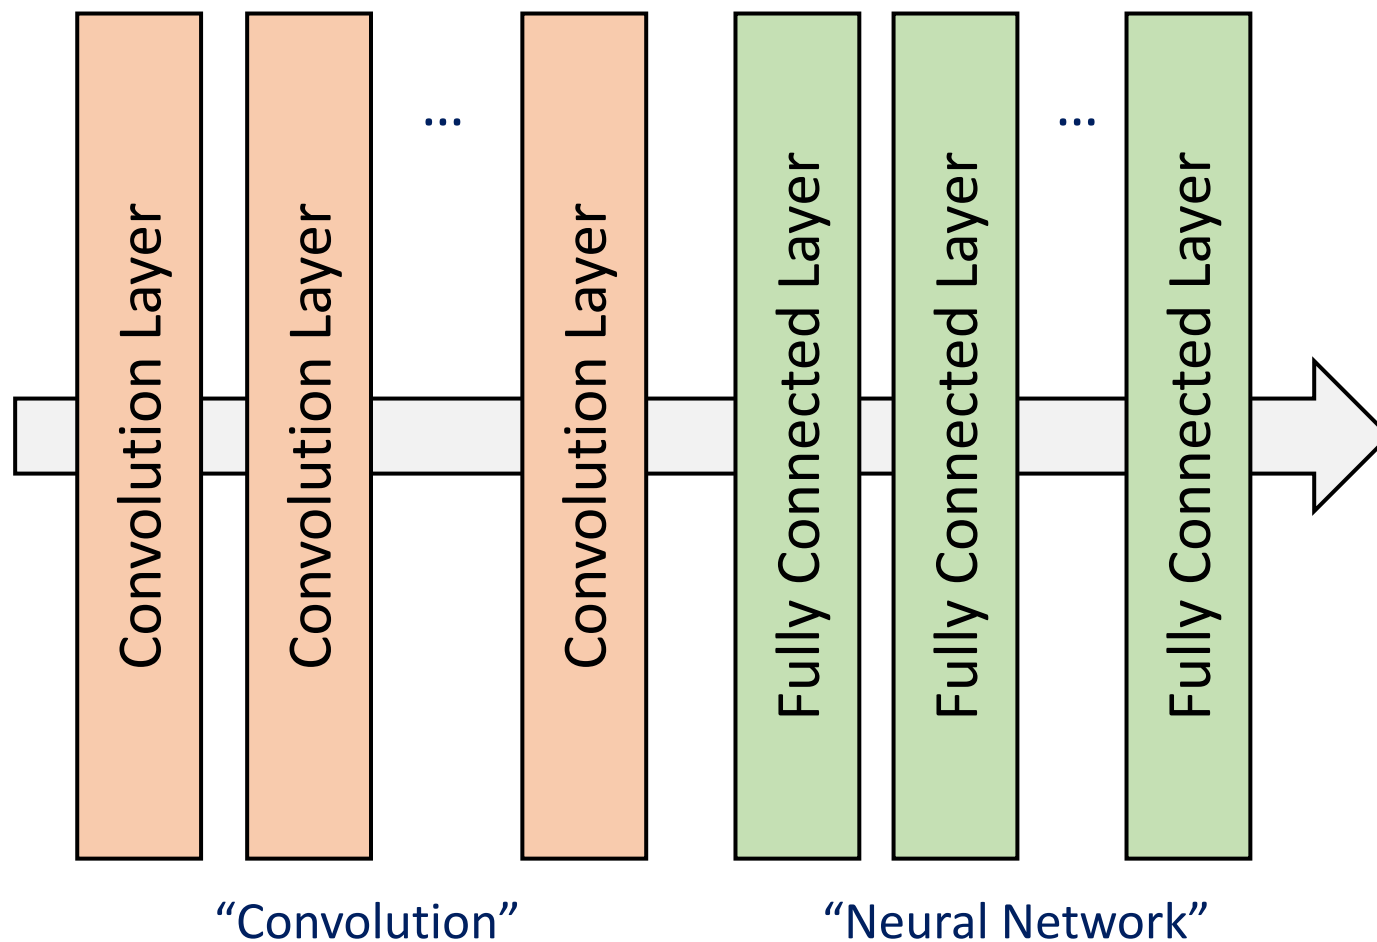 Convolution Layer
Convolution Layer
...
Convolution Layer
Fully Connected Layer
Fully Connected Layer
...
Fully Connected Layer
“Convolution”
“Neural Network”